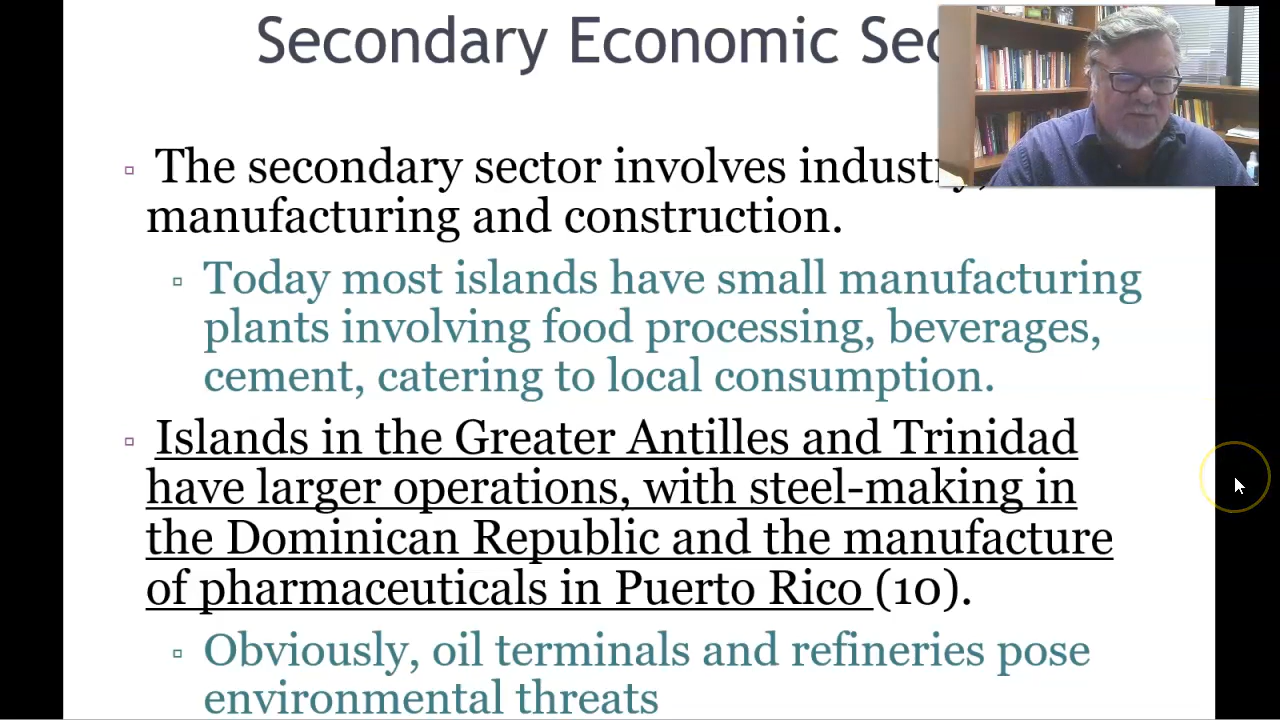 Secondary Economic Sec
The secondary sector involves industry,
manufacturing and construction.
Today most islands have small manufacturing
plants involving food processing, beverages,
cement, catering to local consumption.
Islands in the Greater Antilles and Trinidad
have larger operations, with steel-making in
the Dominican Republic and the manufacture
of pharmaceuticals in Puerto Rico (10).
Obviously, oil terminals and refineries pose
environmental threats